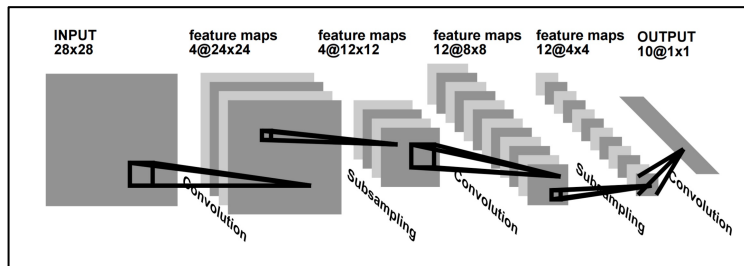 INPUT
28x28
feature maps
4@24x24
feature maps
4@12x12
feature maps
12@8x8
feature maps
12@4x4
OUTPUT
10@1x1
Convolution
Subsampling
Convolution
Subsampling
Convolution